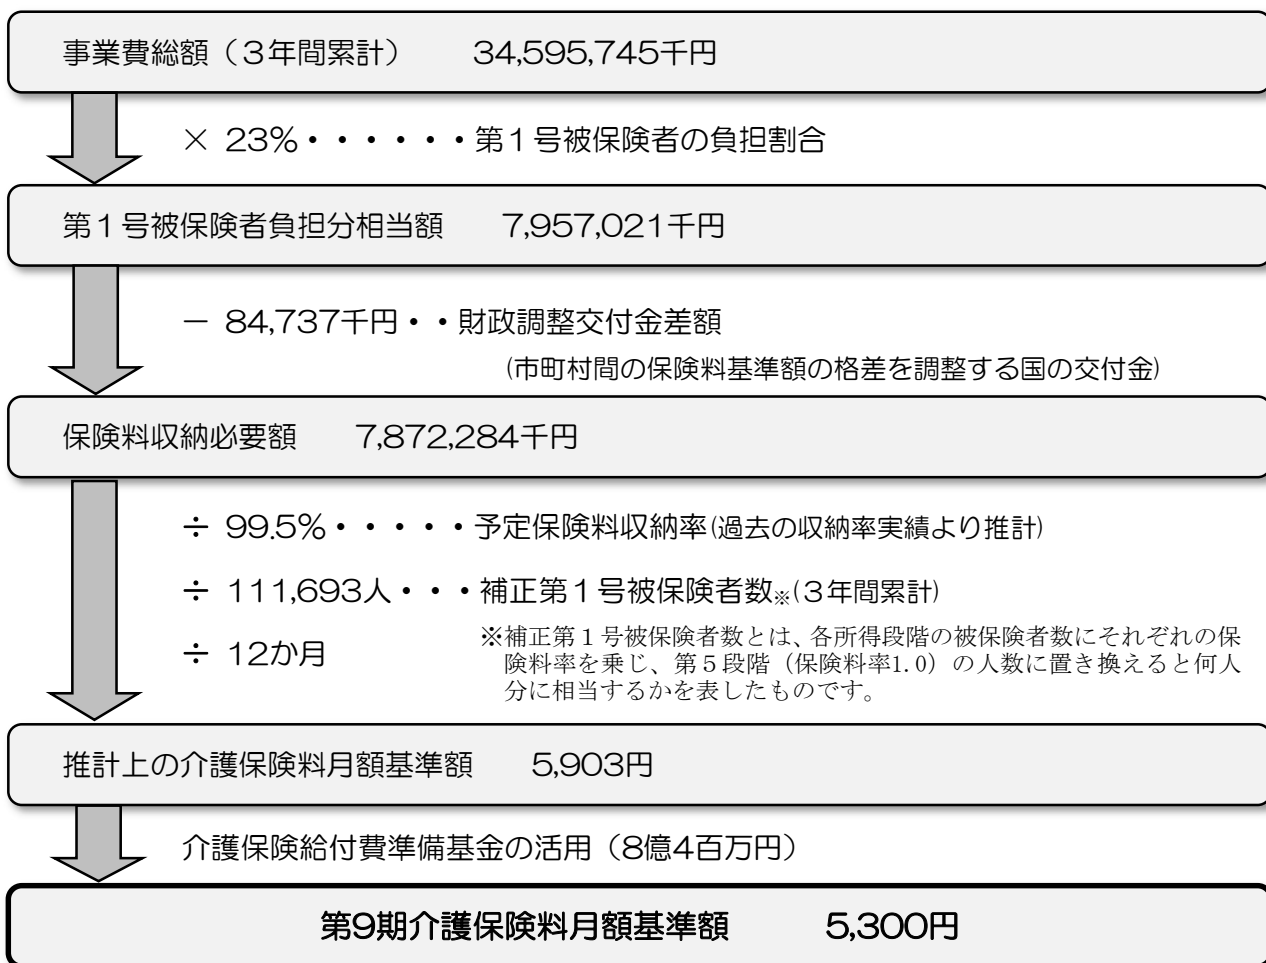 事業費総額（３年間累計）　34,595,745千円
× 23%・・・・・・第１号被保険者の負担割合
第１号被保険者負担分相当額　7,957,021千円
－ 84,737千円・・財政調整交付金差額
(市町村間の保険料基準額の格差を調整する国の交付金)
保険料収納必要額　7,872,284千円
÷ 99.5%・・・・・予定保険料収納率(過去の収納率実績より推計)
÷ 111,693人・・・補正第１号被保険者数※(３年間累計)
÷ 12か月
※補正第１号被保険者数とは、各所得段階の被保険者数にそれぞれの保
険料率を乗じ、第５段階（保険料率1.0）の人数に置き換えると何人
分に相当するかを表したものです。
推計上の介護保険料月額基準額　5,903円
介護保険給付費準備基金の活用（8億4百万円）
第9期介護保険料月額基準額　5,300円